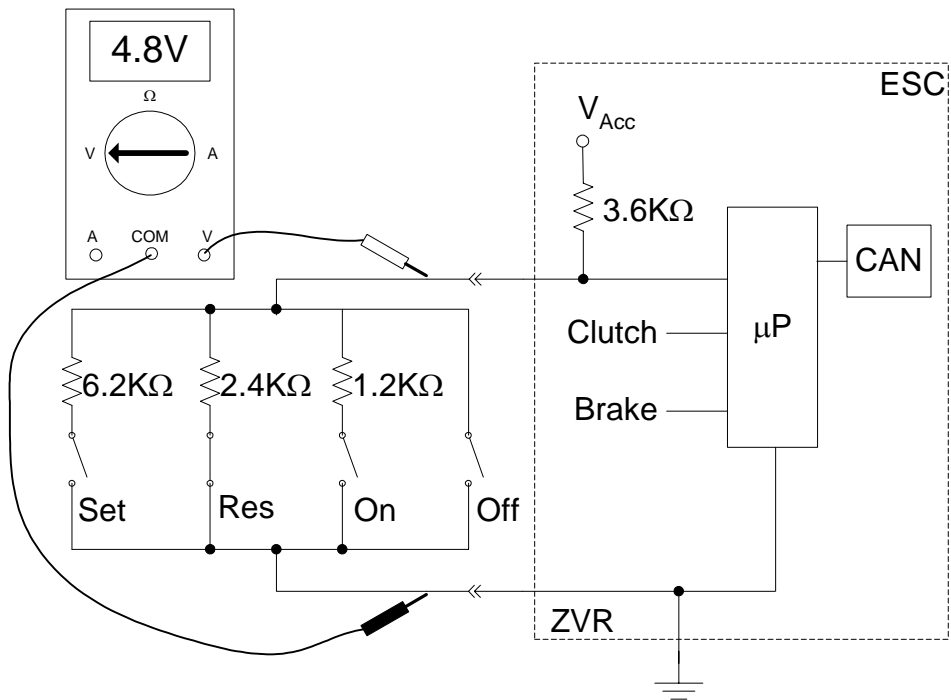 4.8V
Ω
V
A
A
COM
V
ESC
V_Acc
3.6KΩ
CAN
μP
Clutch
Brake
6.2KΩ
2.4KΩ
1.2KΩ
Set
Res
On
Off
ZVR